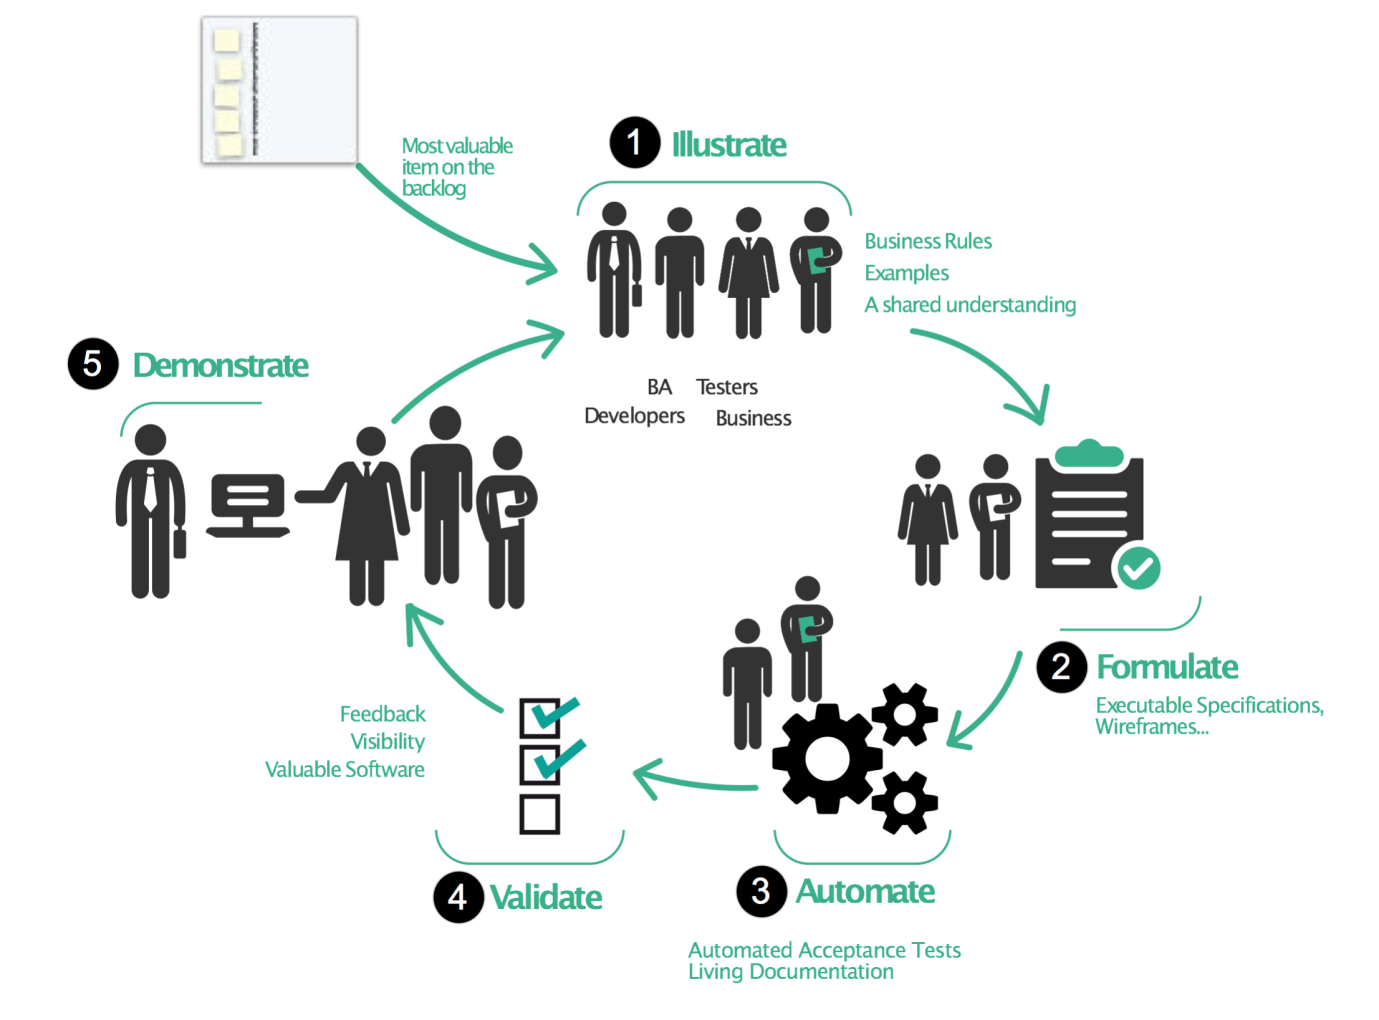 Most valuable
item on the
backlog
1 Illustrate
Business Rules
Examples
A shared understanding
BA Testers
Developers Business
2 Formulate
Executable Specifications,
Wireframes...
3 Automate
Automated Acceptance Tests
Living Documentation
4 Validate
Feedback
Visibility
Valuable Software
5 Demonstrate